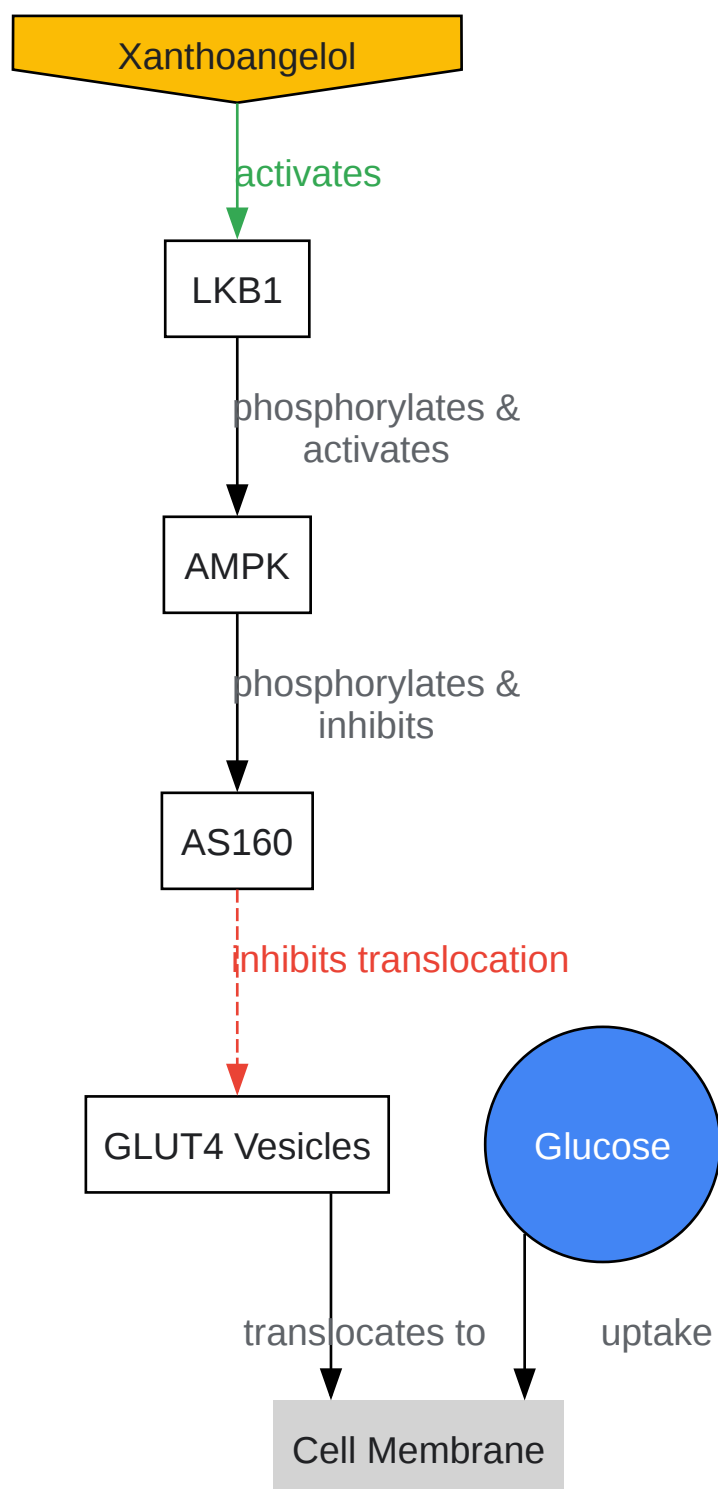 Xanthoangelol
activates
LKB1
phosphorylates &
activates
AMPK
phosphorylates &
inhibits
AS160
inhibits translocation
GLUT4 Vesicles
Glucose
translocates to
uptake
Cell Membrane